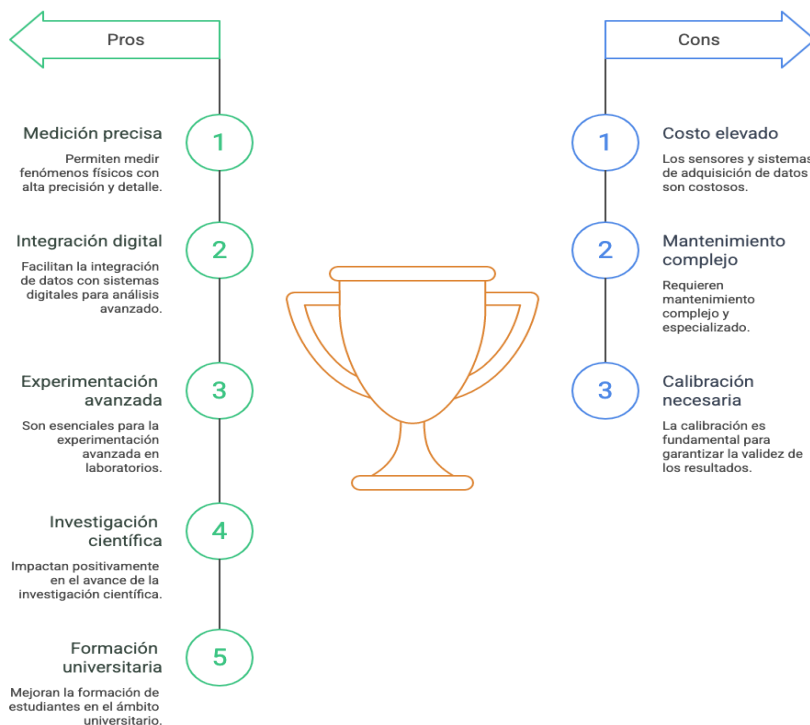 Pros
Medición precisa
1
Permiten medir
fenómenos físicos con
alta precisión y detalle.
Integración digital
2
Facilitan la integración
de datos con sistemas
digitales para análisis
avanzado.
Experimentación
avanzada
3
Son esenciales para la
experimentación
avanzada en
laboratorios.
Investigación
científica
4
Impactan positivamente
en el avance de la
investigación científica.
Formación
universitaria
5
Mejoran la formación de
estudiantes en el ámbito
universitario.
Cons
1
Costo elevado
Los sensores y sistemas
de adquisición de datos
son costosos.
2
Mantenimiento
complejo
Requieren
mantenimiento
complejo y
especializado.
3
Calibración
necesaria
La calibración es
fundamental para
garantizar la validez de
los resultados.